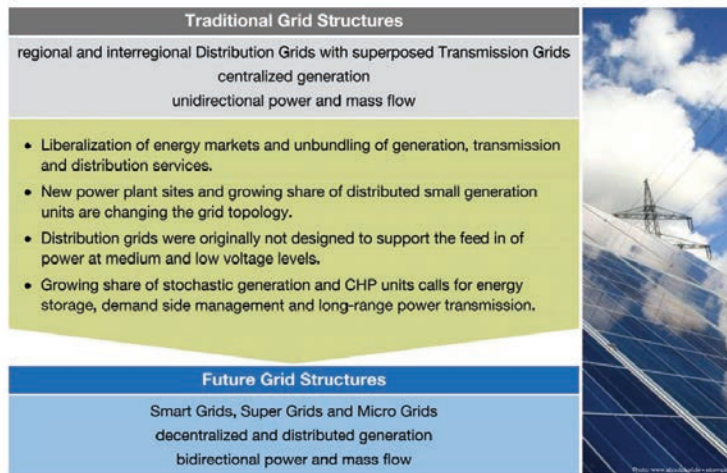 Traditional Grid Structures
regional and interregional Distribution Grids with superposed Transmission Grids
centralized generation
unidirectional power and mass flow
• Liberalization of energy markets and unbundling of generation, transmission
and distribution services.
• New power plant sites and growing share of distributed small generation
units are changing the grid topology.
• Distribution grids were originally not designed to support the feed in of
power at medium and low voltage levels.
• Growing share of stochastic generation and CHP units calls for energy
storage, demand side management and long-range power transmission.
Future Grid Structures
Smart Grids, Super Grids and Micro Grids
decentralized and distributed generation
bidirectional power and mass flow